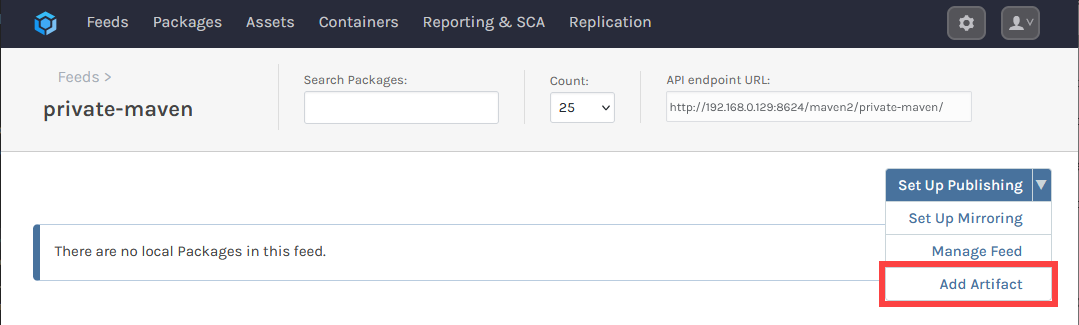 Feeds Packages Assets Containers Reporting & SCA Replication
Feeds >
private-maven
Search Packages:
Count:
25
API endpoint URL:
http://192.168.0.129:8624/maven2/private-maven/
Set Up Publishing
Set Up Mirroring
Manage Feed
Add Artifact
There are no local Packages in this feed.